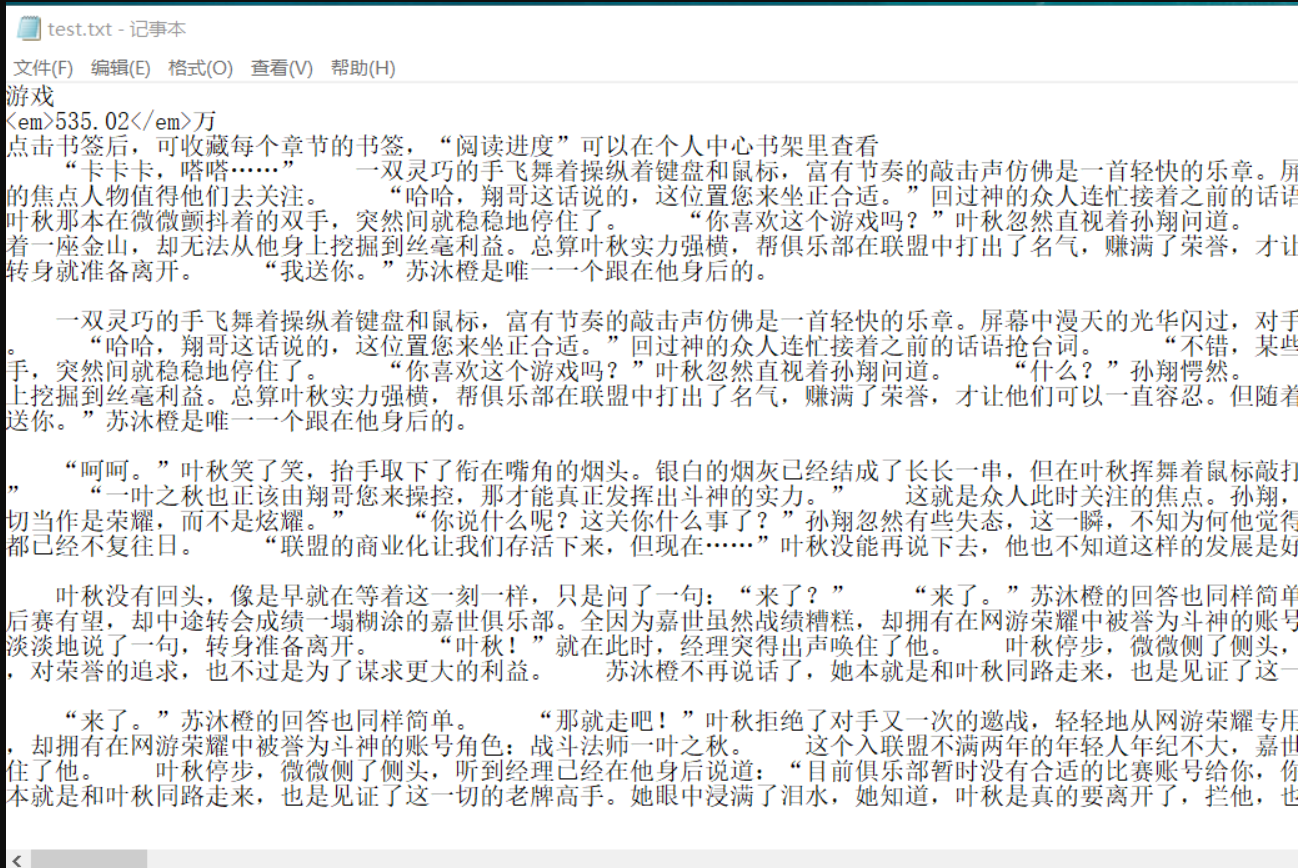 test.txt - 记事本
文件(F) 编辑(E) 格式(O) 查看(V) 帮助(H)
游戏
<em>535.02</em>万
点击书签后，可收藏每个章节的书签，“阅读进度”可以在个人中心书架里查看
“卡卡卡，嗒嗒……” 一双灵巧的手飞舞着操纵着键盘和鼠标，富有节奏的敲击声仿佛是一首轻快的乐章。屏
的焦点人物值得他们去关注。 “哈哈，翔哥这话说的，这位置您来坐正合适。”回过神的众人连忙接着之前的话语
叶秋那本在微微颤抖着的双手，突然间就稳稳地停住了。 “你喜欢这个游戏吗？”叶秋忽然直视着孙翔问道。
着一座金山，却无法从他身上挖掘到丝毫利益。总算叶秋实力强横，帮俱乐部在联盟中打出了名气，赚满了荣誉，才让
转身就准备离开。 “我送你。”苏沐橙是唯一一个跟在他身后的。
一双灵巧的手飞舞着操纵着键盘和鼠标，富有节奏的敲击声仿佛是一首轻快的乐章。屏幕中漫天的光华闪过，对手
。 “哈哈，翔哥这话说的，这位置您来坐正合适。”回过神的众人连忙接着之前的话语抢台词。 “不错，某些
手，突然间就稳稳地停住了。 “你喜欢这个游戏吗？”叶秋忽然直视着孙翔问道。 “什么？”孙翔愕然。
上挖掘到丝毫利益。总算叶秋实力强横，帮俱乐部在联盟中打出了名气，赚满了荣誉，才让他们可以一直容忍。但随着
送你。”苏沐橙是唯一一个跟在他身后的。
“呵呵。”叶秋笑了笑，抬手取下了衔在嘴角的烟头。银白的烟灰已经结成了长长一串，但在叶秋挥舞着鼠标敲打
” “一叶之秋也正该由翔哥您来操控，那才能真正发挥出斗神的实力。” 这就是众人此时关注的焦点。孙翔，
切当作是荣耀，而不是炫耀。” “你说什么呢？这关你什么事了？”孙翔忽然有些失态，这一瞬，不知为何他觉得
都已经不复往日。 “联盟的商业化让我们存活下来，但现在……”叶秋没能再说下去，他也不知道这样的发展是好
叶秋没有回头，像是早就在等着这一刻一样，只是问了一句：“来了？” “来了。”苏沐橙的回答也同样简单
后赛有望，却中途转会成绩一塌糊涂的嘉世俱乐部。全因为嘉世虽然战绩糟糕，却拥有在网游荣耀中被誉为斗神的账号
淡淡地说了一句，转身准备离开。 “叶秋！”就在此时，经理突得出声唤住了他。 叶秋停步，微微侧了侧头，
，对荣誉的追求，也不过是为了谋求更大的利益。 苏沐橙不再说话了，她本就是和叶秋同路走来，也是见证了这一
“来了。”苏沐橙的回答也同样简单。 “那就走吧！”叶秋拒绝了对手又一次的邀战，轻轻地从网游荣耀专用
，却拥有在网游荣耀中被誉为斗神的账号角色：战斗法师一叶之秋。 这个入联盟不满两年的年轻人年纪不大，嘉世
住了他。 叶秋停步，微微侧了侧头，听到经理已经在他身后说道：“目前俱乐部暂时没有合适的比赛账号给你，你
本就是和叶秋同路走来，也是见证了这一切的老牌高手。她眼中浸满了泪水，她知道，叶秋是真的要离开了，拦他，也